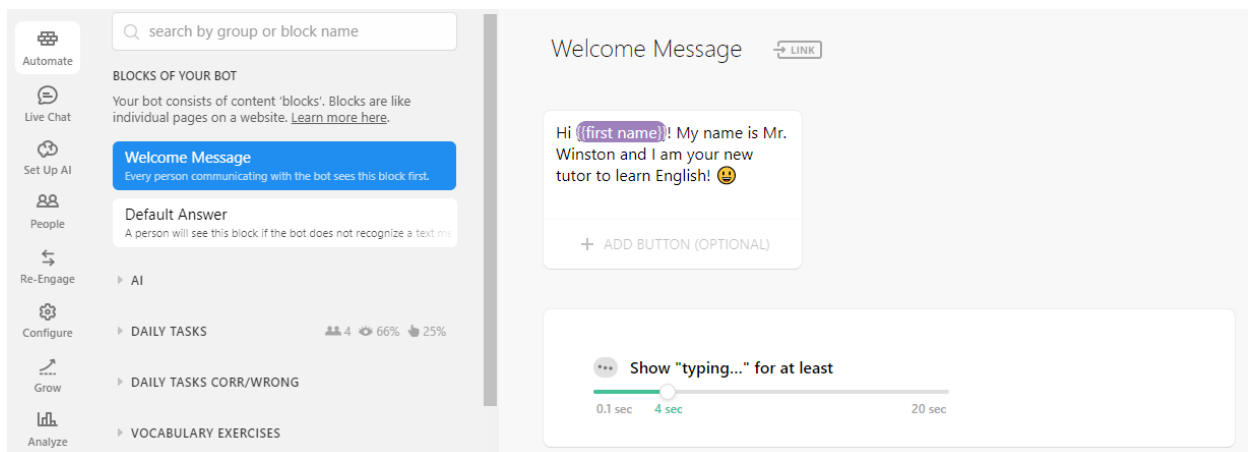 Automate
Live Chat
Set Up AI
People
Re-Engage
Configure
Grow
Analyze
search by group or block name
BLOCKS OF YOUR BOT
Your bot consists of content ‘blocks’. Blocks are like
individual pages on a website. Learn more here.
Welcome Message
Every person communicating with the bot sees this block first.
Default Answer
A person will see this block if the bot does not recognize a text me
AI
DAILY TASKS 4 66% 25%
DAILY TASKS CORR/WRONG
VOCABULARY EXERCISES
Welcome Message LINK
Hi {{first name}}! My name is Mr.
Winston and I am your new
tutor to learn English! 😃
+ ADD BUTTON (OPTIONAL)
Show "typing..." for at least
0.1 sec 4 sec 20 sec